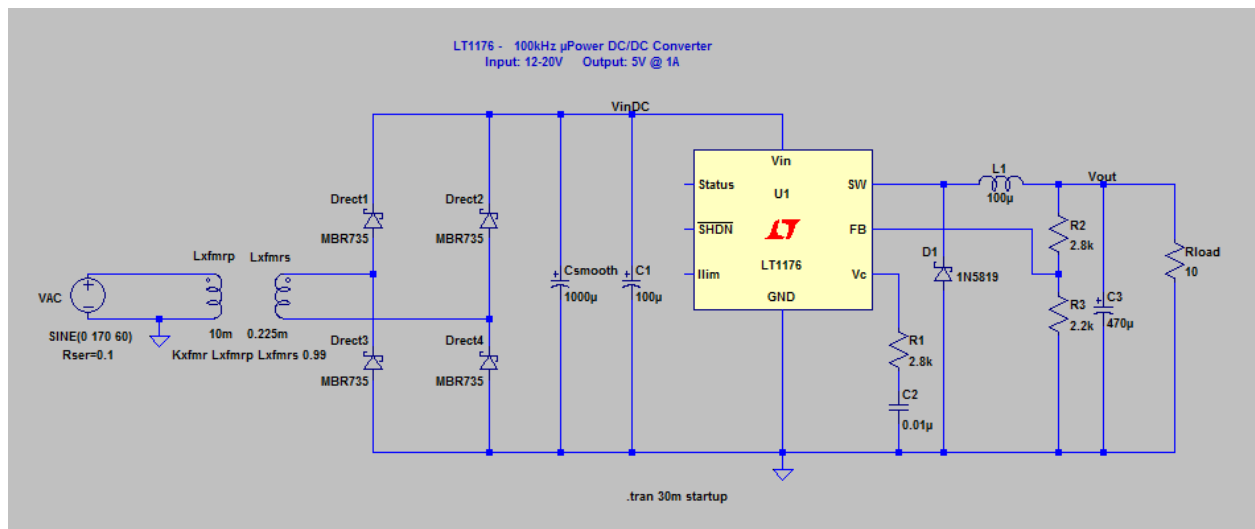 LT1176 - 100kHz µPower DC/DC Converter
Input: 12-20V Output: 5V @ 1A
VinDC
Drect1
MBR735
Drect2
MBR735
Lxfmrp
Lxfmrs
VAC
SINE(0 170 60)
Rser=0.1
10m
0.225m
Kxfmr Lxfmrp Lxfmrs 0.99
Drect3
MBR735
Drect4
MBR735
Csmooth
1000µ
C1
100µ
Vin
Status
U1
SW
SHDN
FB
LT1176
Ilim
Vc
GND
L1
100µ
Vout
R2
2.8k
D1
1N5819
Rload
10
R3
2.2k
C3
470µ
R1
2.8k
C2
0.01µ
.tran 30m startup